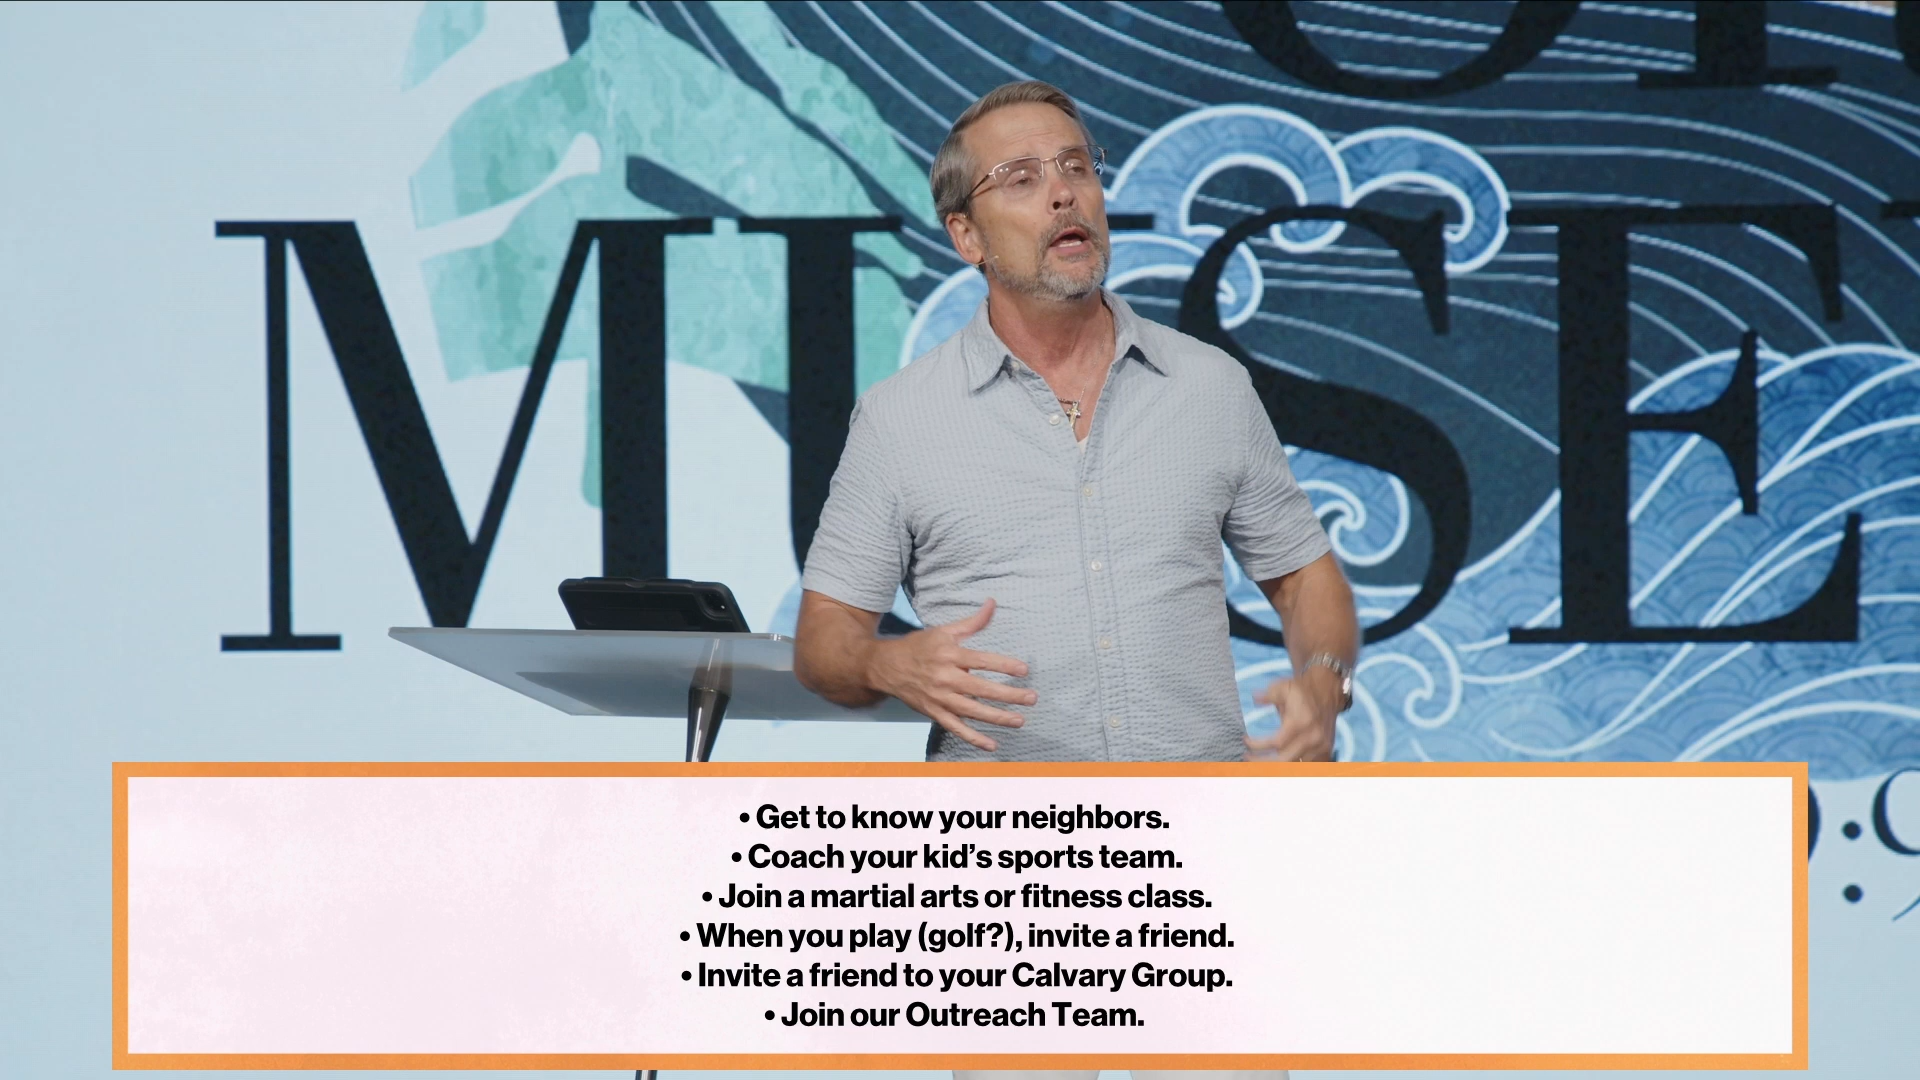 MUSE
• Get to know your neighbors.
• Coach your kid’s sports team.
• Join a martial arts or fitness class.
• When you play (golf?), invite a friend.
• Invite a friend to your Calvary Group.
• Join our Outreach Team.